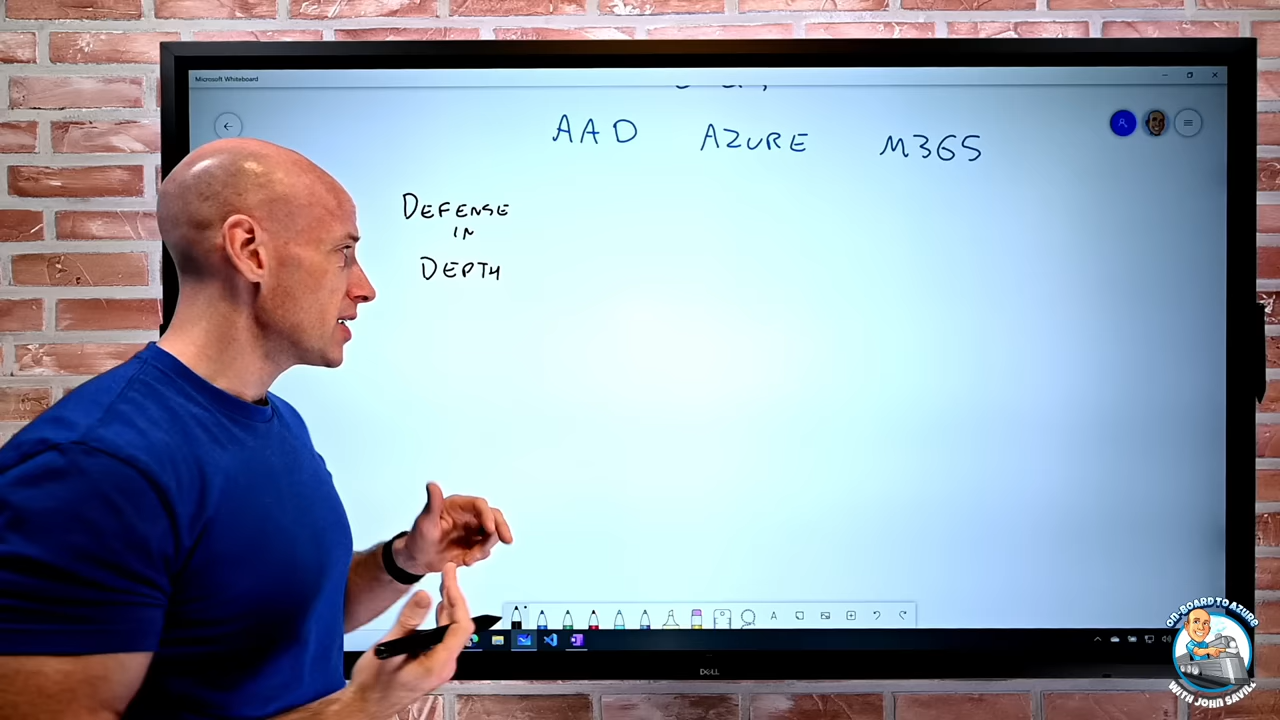 Microsoft Whiteboard
AAD AZURE M365
DEFENSE
IN
DEPTH
DELL
ON-BOARD TO AZURE
WITH JOHN SAVILL